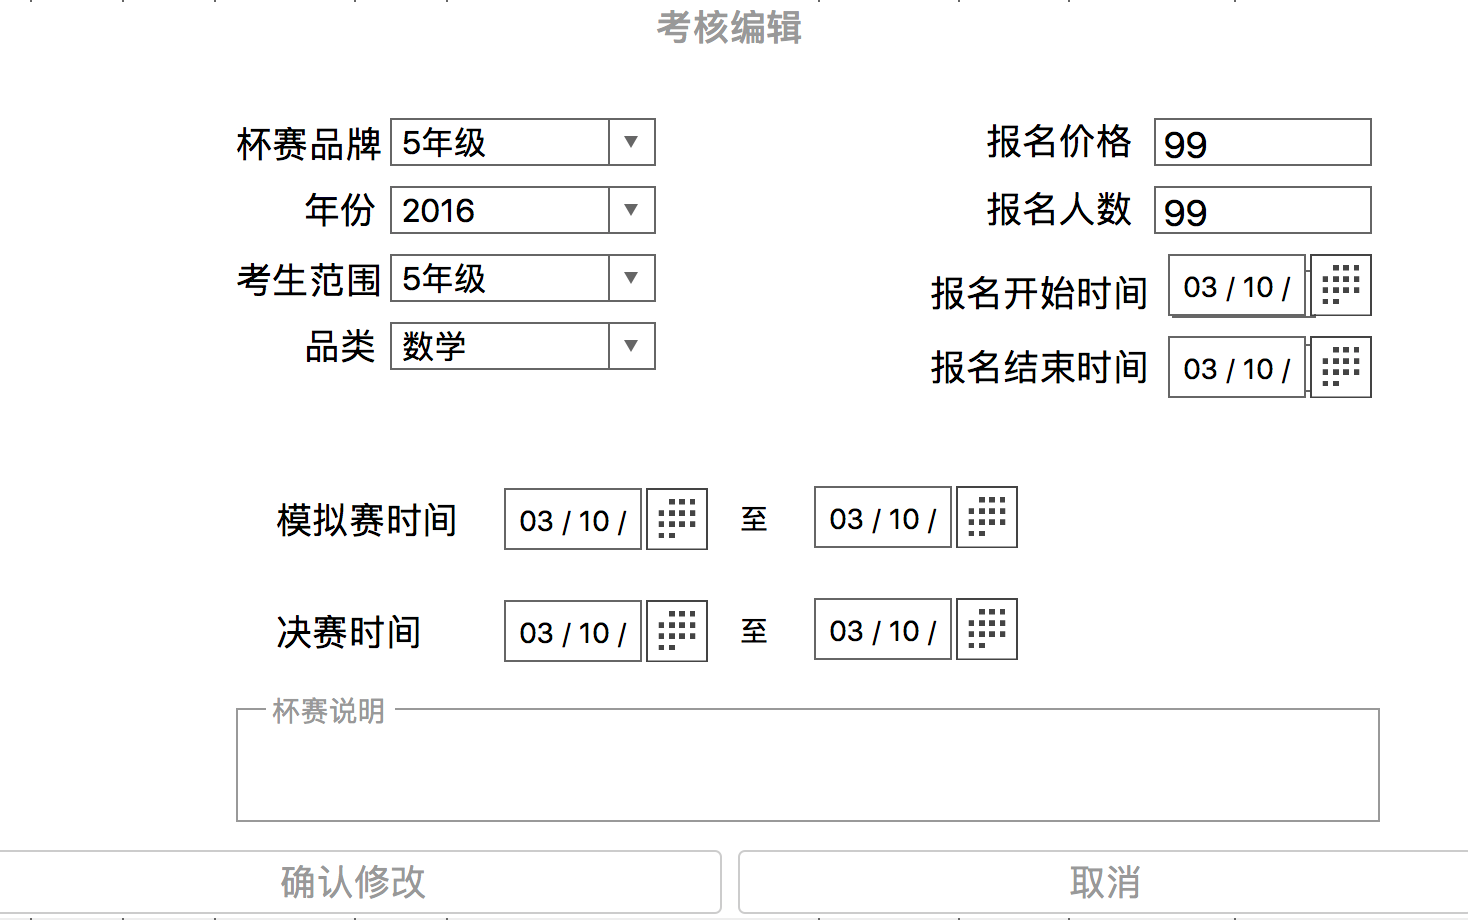 考核编辑
杯赛品牌 5年级 报名价格 99
年份 2016 报名人数 99
考生范围 5年级 报名开始时间 03 / 10 /
品类 数学 报名结束时间 03 / 10 /
模拟赛时间 03 / 10 / 至 03 / 10 /
决赛时间 03 / 10 / 至 03 / 10 /
杯赛说明
确认修改 取消